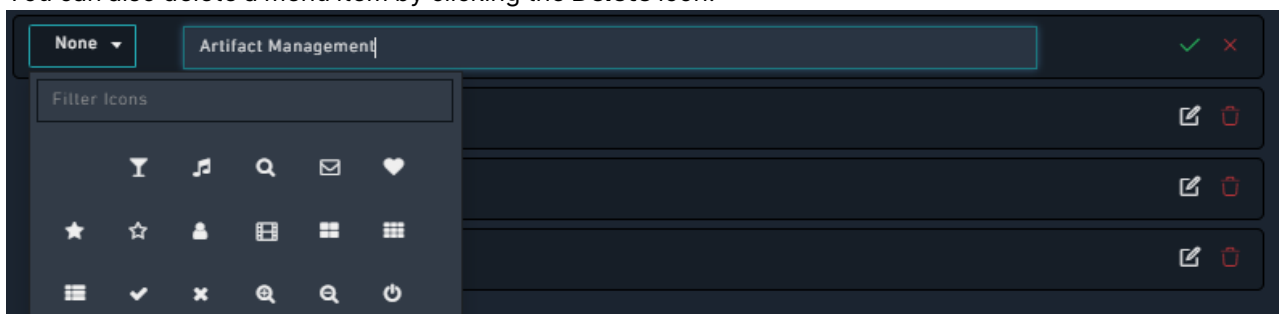 You can also delete a menu item by clicking the Delete icon.
None
Artifact Management
Filter Icons